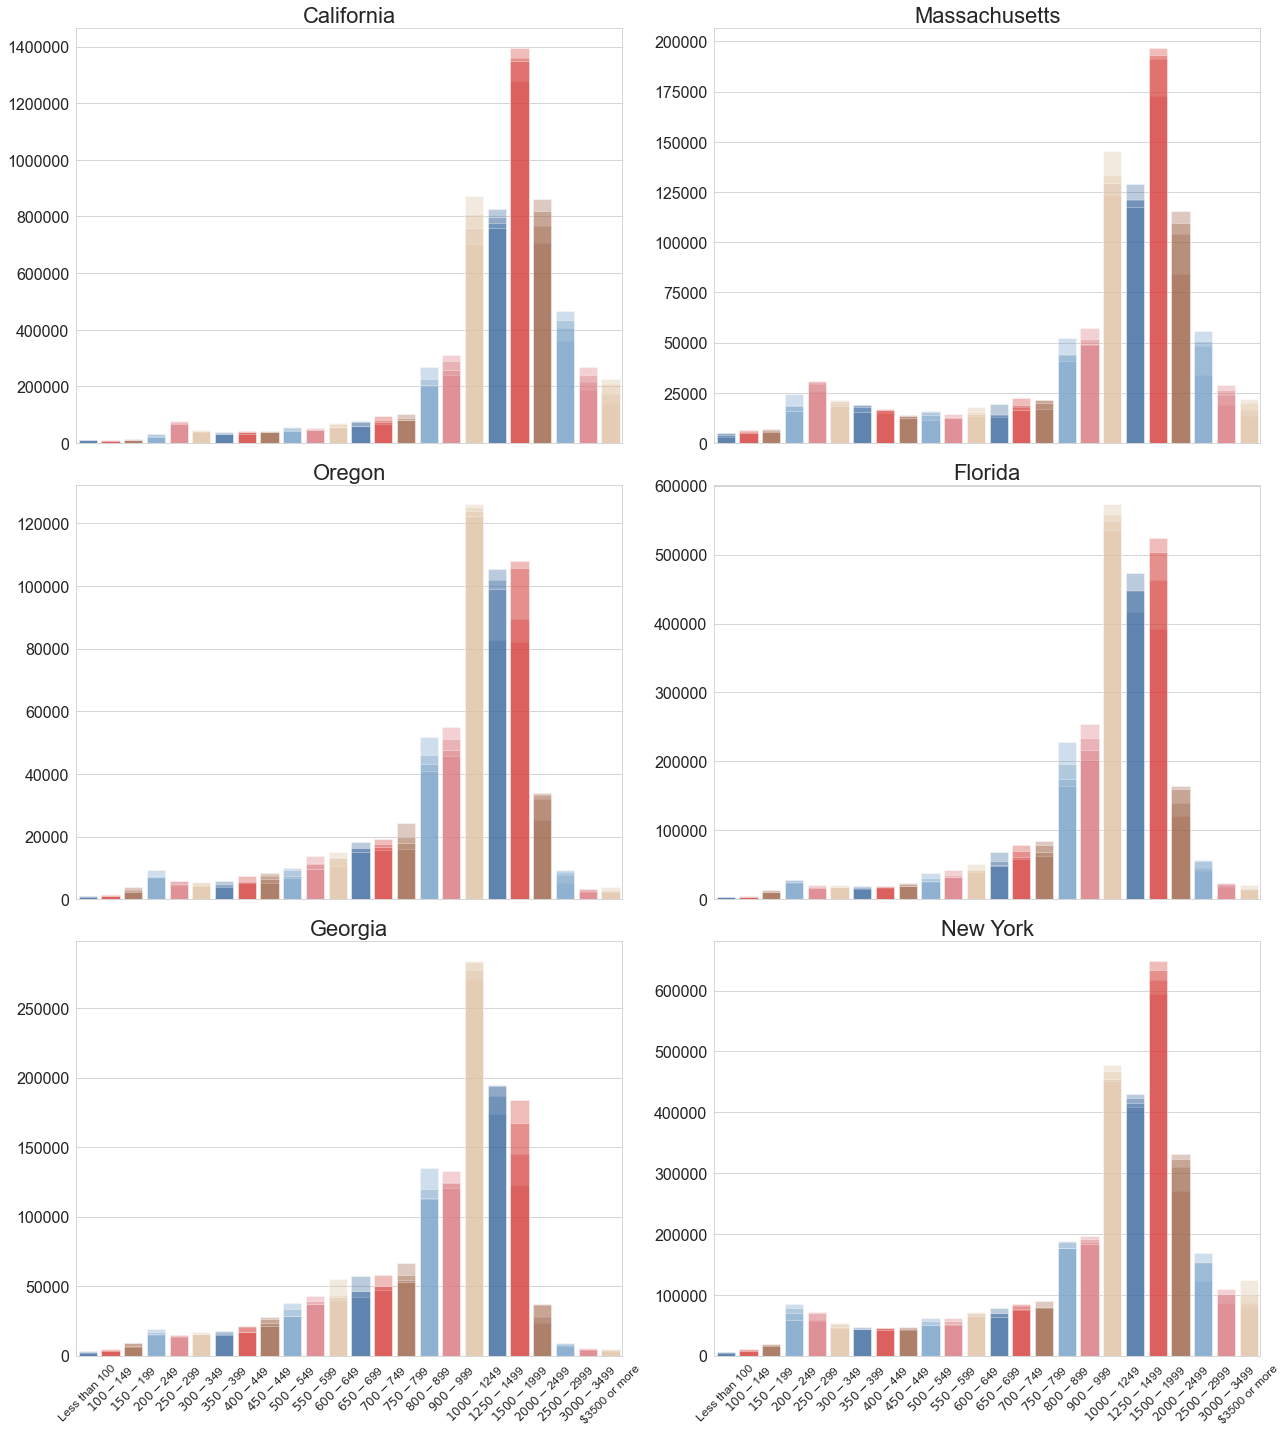 California
1400000
1200000
1000000
800000
600000
400000
200000
0
Massachusetts
200000
175000
150000
125000
100000
75000
50000
25000
0
Oregon
120000
100000
80000
60000
40000
20000
0
Florida
600000
500000
400000
300000
200000
100000
0
Georgia
250000
200000
150000
100000
50000
0
Less than 100
100 – 149
150 – 199
200 – 249
250 – 299
300 – 349
350 – 399
400 – 449
450 – 449
500 – 549
550 – 599
600 – 649
650 – 699
700 – 749
750 – 799
800 – 899
900 – 999
1000 – 1249
1250 – 1499
1500 – 1999
2000 – 2499
2500 – 2999
3000 – 3499
$3500 or more
New York
600000
500000
400000
300000
200000
100000
0
Less than 100
100 – 149
150 – 199
200 – 249
250 – 299
300 – 349
350 – 399
400 – 449
450 – 449
500 – 549
550 – 599
600 – 649
650 – 699
700 – 749
750 – 799
800 – 899
900 – 999
1000 – 1249
1250 – 1499
1500 – 1999
2000 – 2499
2500 – 2999
3000 – 3499
$3500 or more